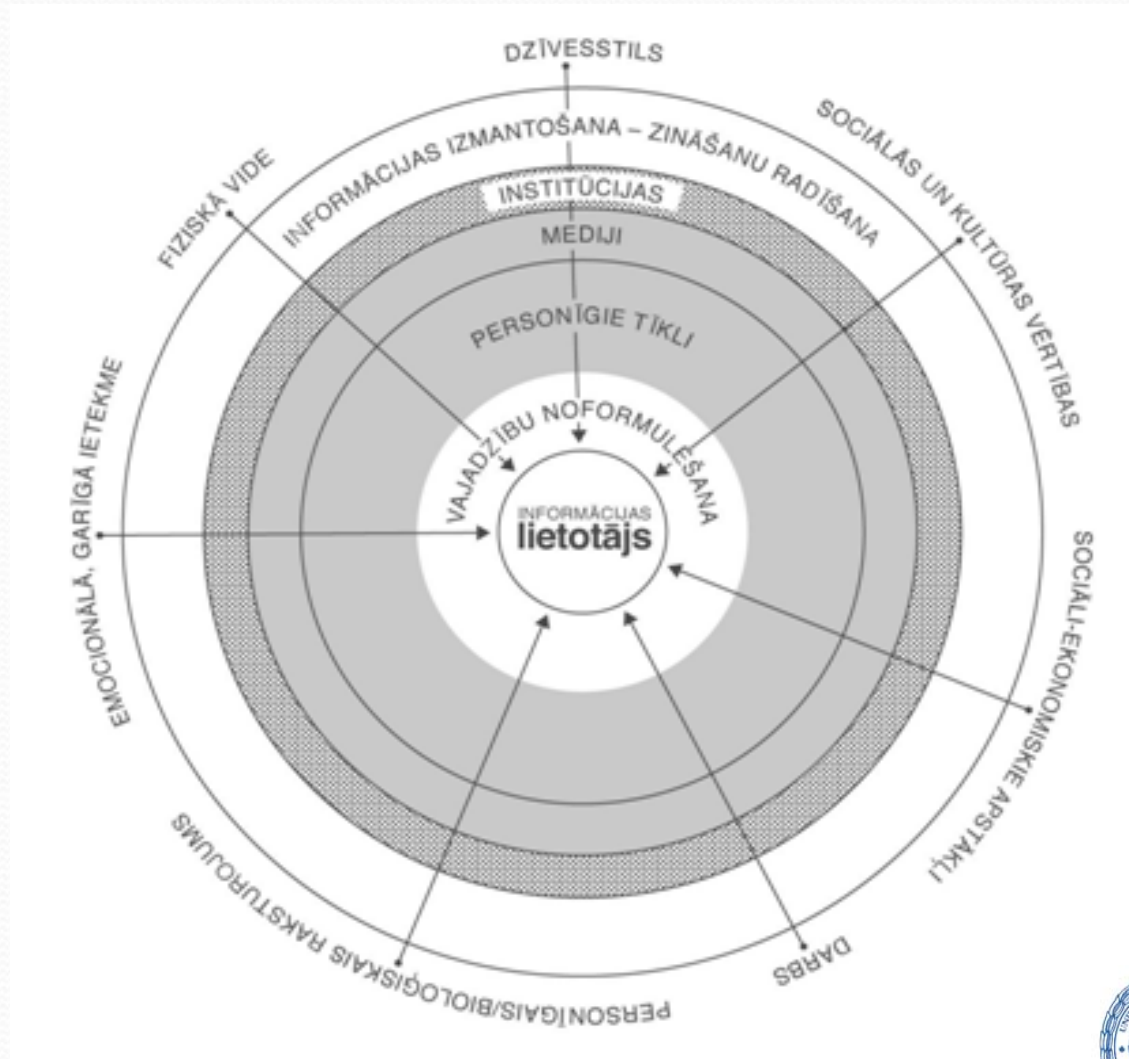 DZĪVESSTILS
SOCIĀLĀS UN KULTŪRAS VĒRTĪBAS
SOCIĀLI-EKONOMISKIE APSTĀKĻI
DARBS
PERSONĪGAIS/BIOLOĢISKAIS RAKSTUROJUMS
EMOCIONĀLĀ, GARĪGĀ IETEKME
FIZISKĀ VIDE
INFORMĀCIJAS IZMANTOŠANA – ZINĀŠANU RADĪŠANA
INSTITŪCIJAS
MEDIJI
PERSONĪGIE TĪKLI
VAJADZĪBU NOFORMULĒŠANA
INFORMĀCIJAS
lietotājs